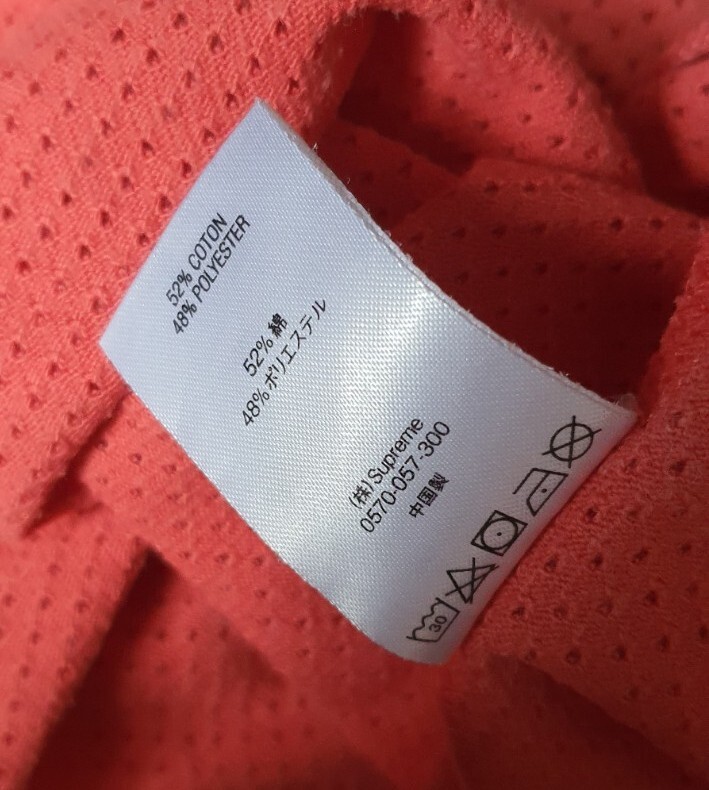 52% COTON
48% POLYESTER
52% 綿
48% ポリエステル
(株)Supreme
0570-057-300
中国製
30